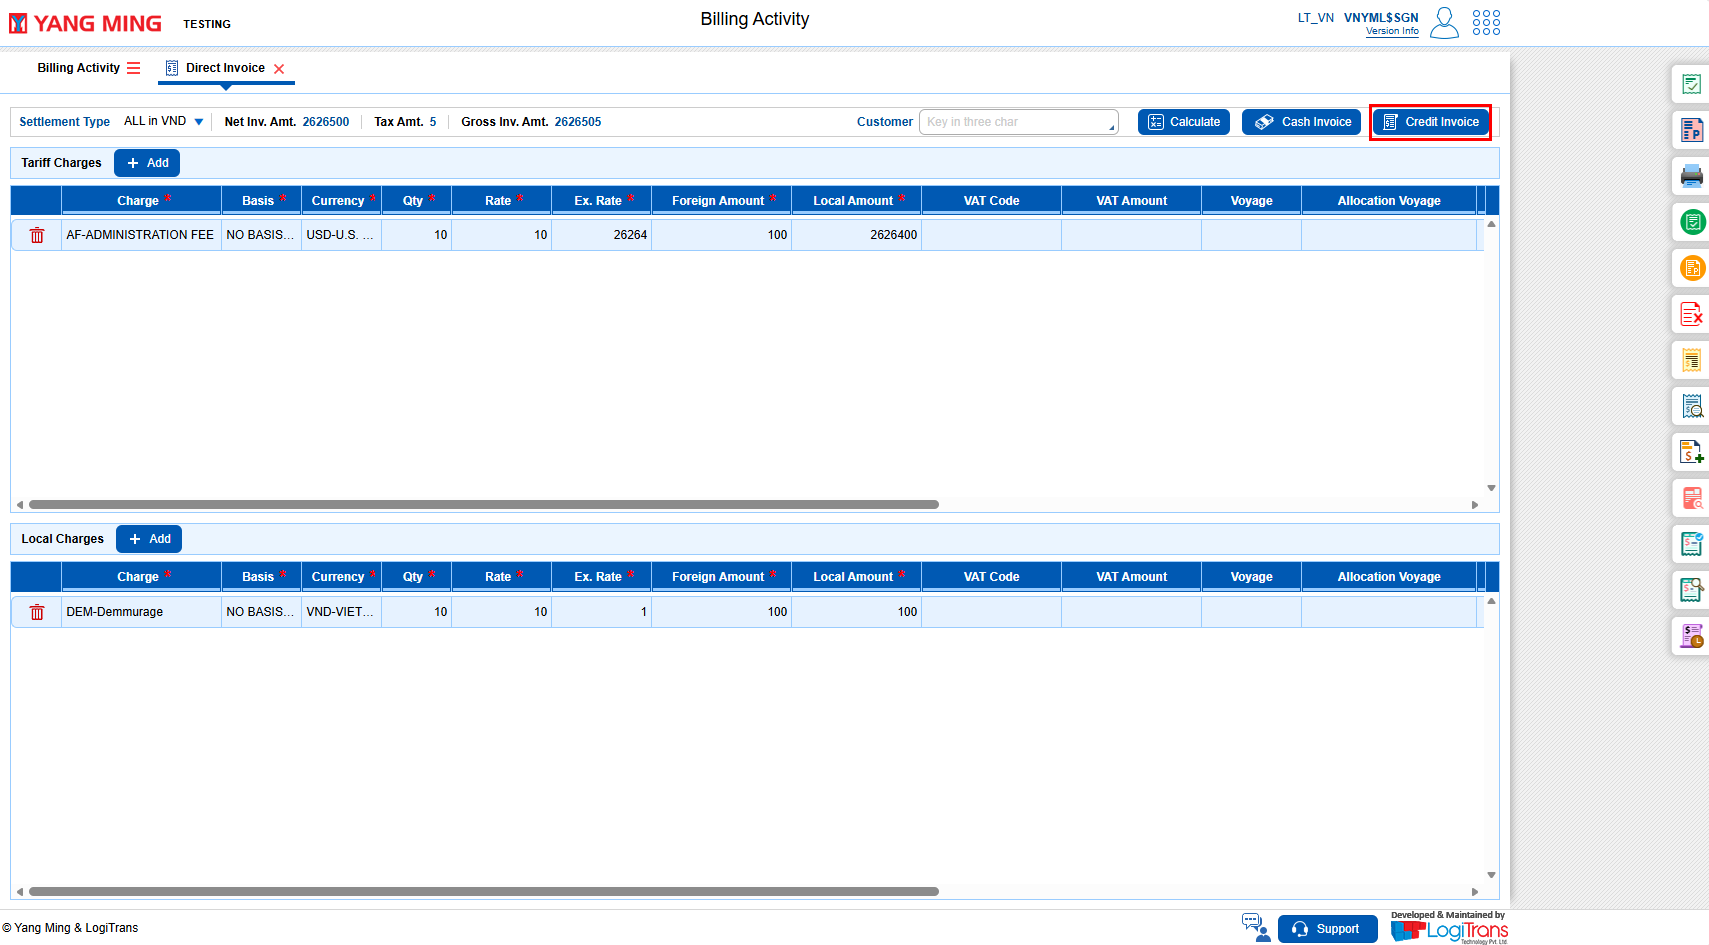 YANG MING TESTING Billing Activity LT_VN VNYML$SGN
Version Info
Billing Activity Direct Invoice
Settlement Type ALL in VND Net Inv. Amt. 2626500 Tax Amt. 5 Gross Inv. Amt. 2626505 Customer Key in three char Calculate Cash Invoice Credit Invoice
Tariff Charges + Add
Charge * Basis * Currency * Qty * Rate * Ex. Rate * Foreign Amount * Local Amount * VAT Code VAT Amount Voyage Allocation Voyage
AF-ADMINISTRATION FEE NO BASIS... USD-U.S. ... 10 10 26264 100 2626400
Local Charges + Add
Charge * Basis * Currency * Qty * Rate * Ex. Rate * Foreign Amount * Local Amount * VAT Code VAT Amount Voyage Allocation Voyage
DEM-Demmurage NO BASIS... VND-VIET... 10 10 1 100 100
© Yang Ming & LogiTrans Support
Developed & Maintained by
LogiTrans
Technology Pvt. Ltd.